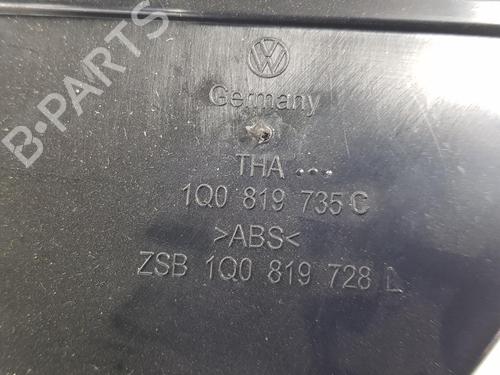 B-PARTS
Germany
THA ...
1Q0 819 735 C
>ABS<
ZSB 1Q0 819 728 L